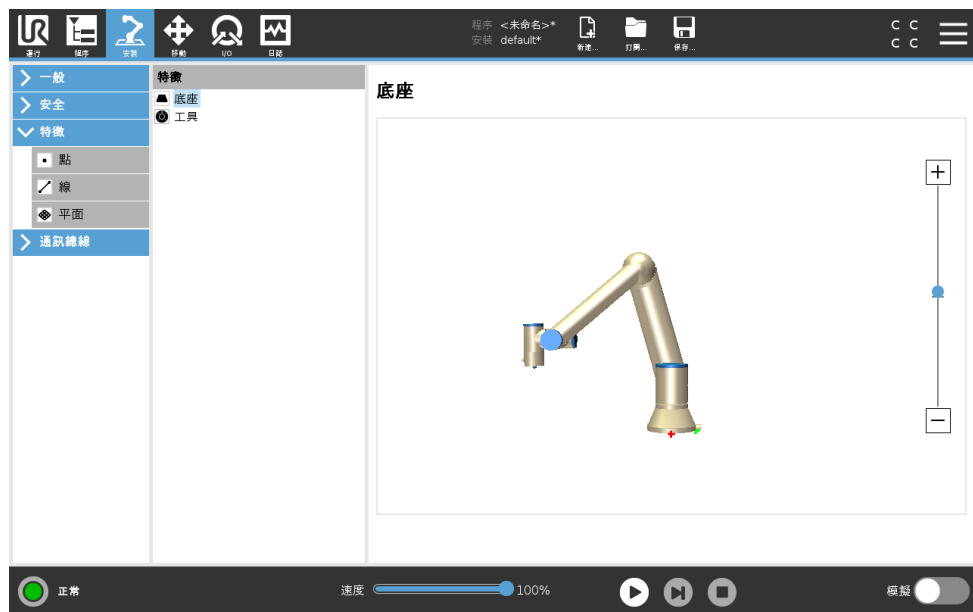 UR
運行
程序
安裝
移動
I/O
日誌
程序 <未命名>*
安裝 default*
新建...
打開...
保存...
C C
C C
一般
安全
特徵
點
線
平面
通訊總線
特徵
底座
工具
底座
正常
速度
100%
模擬